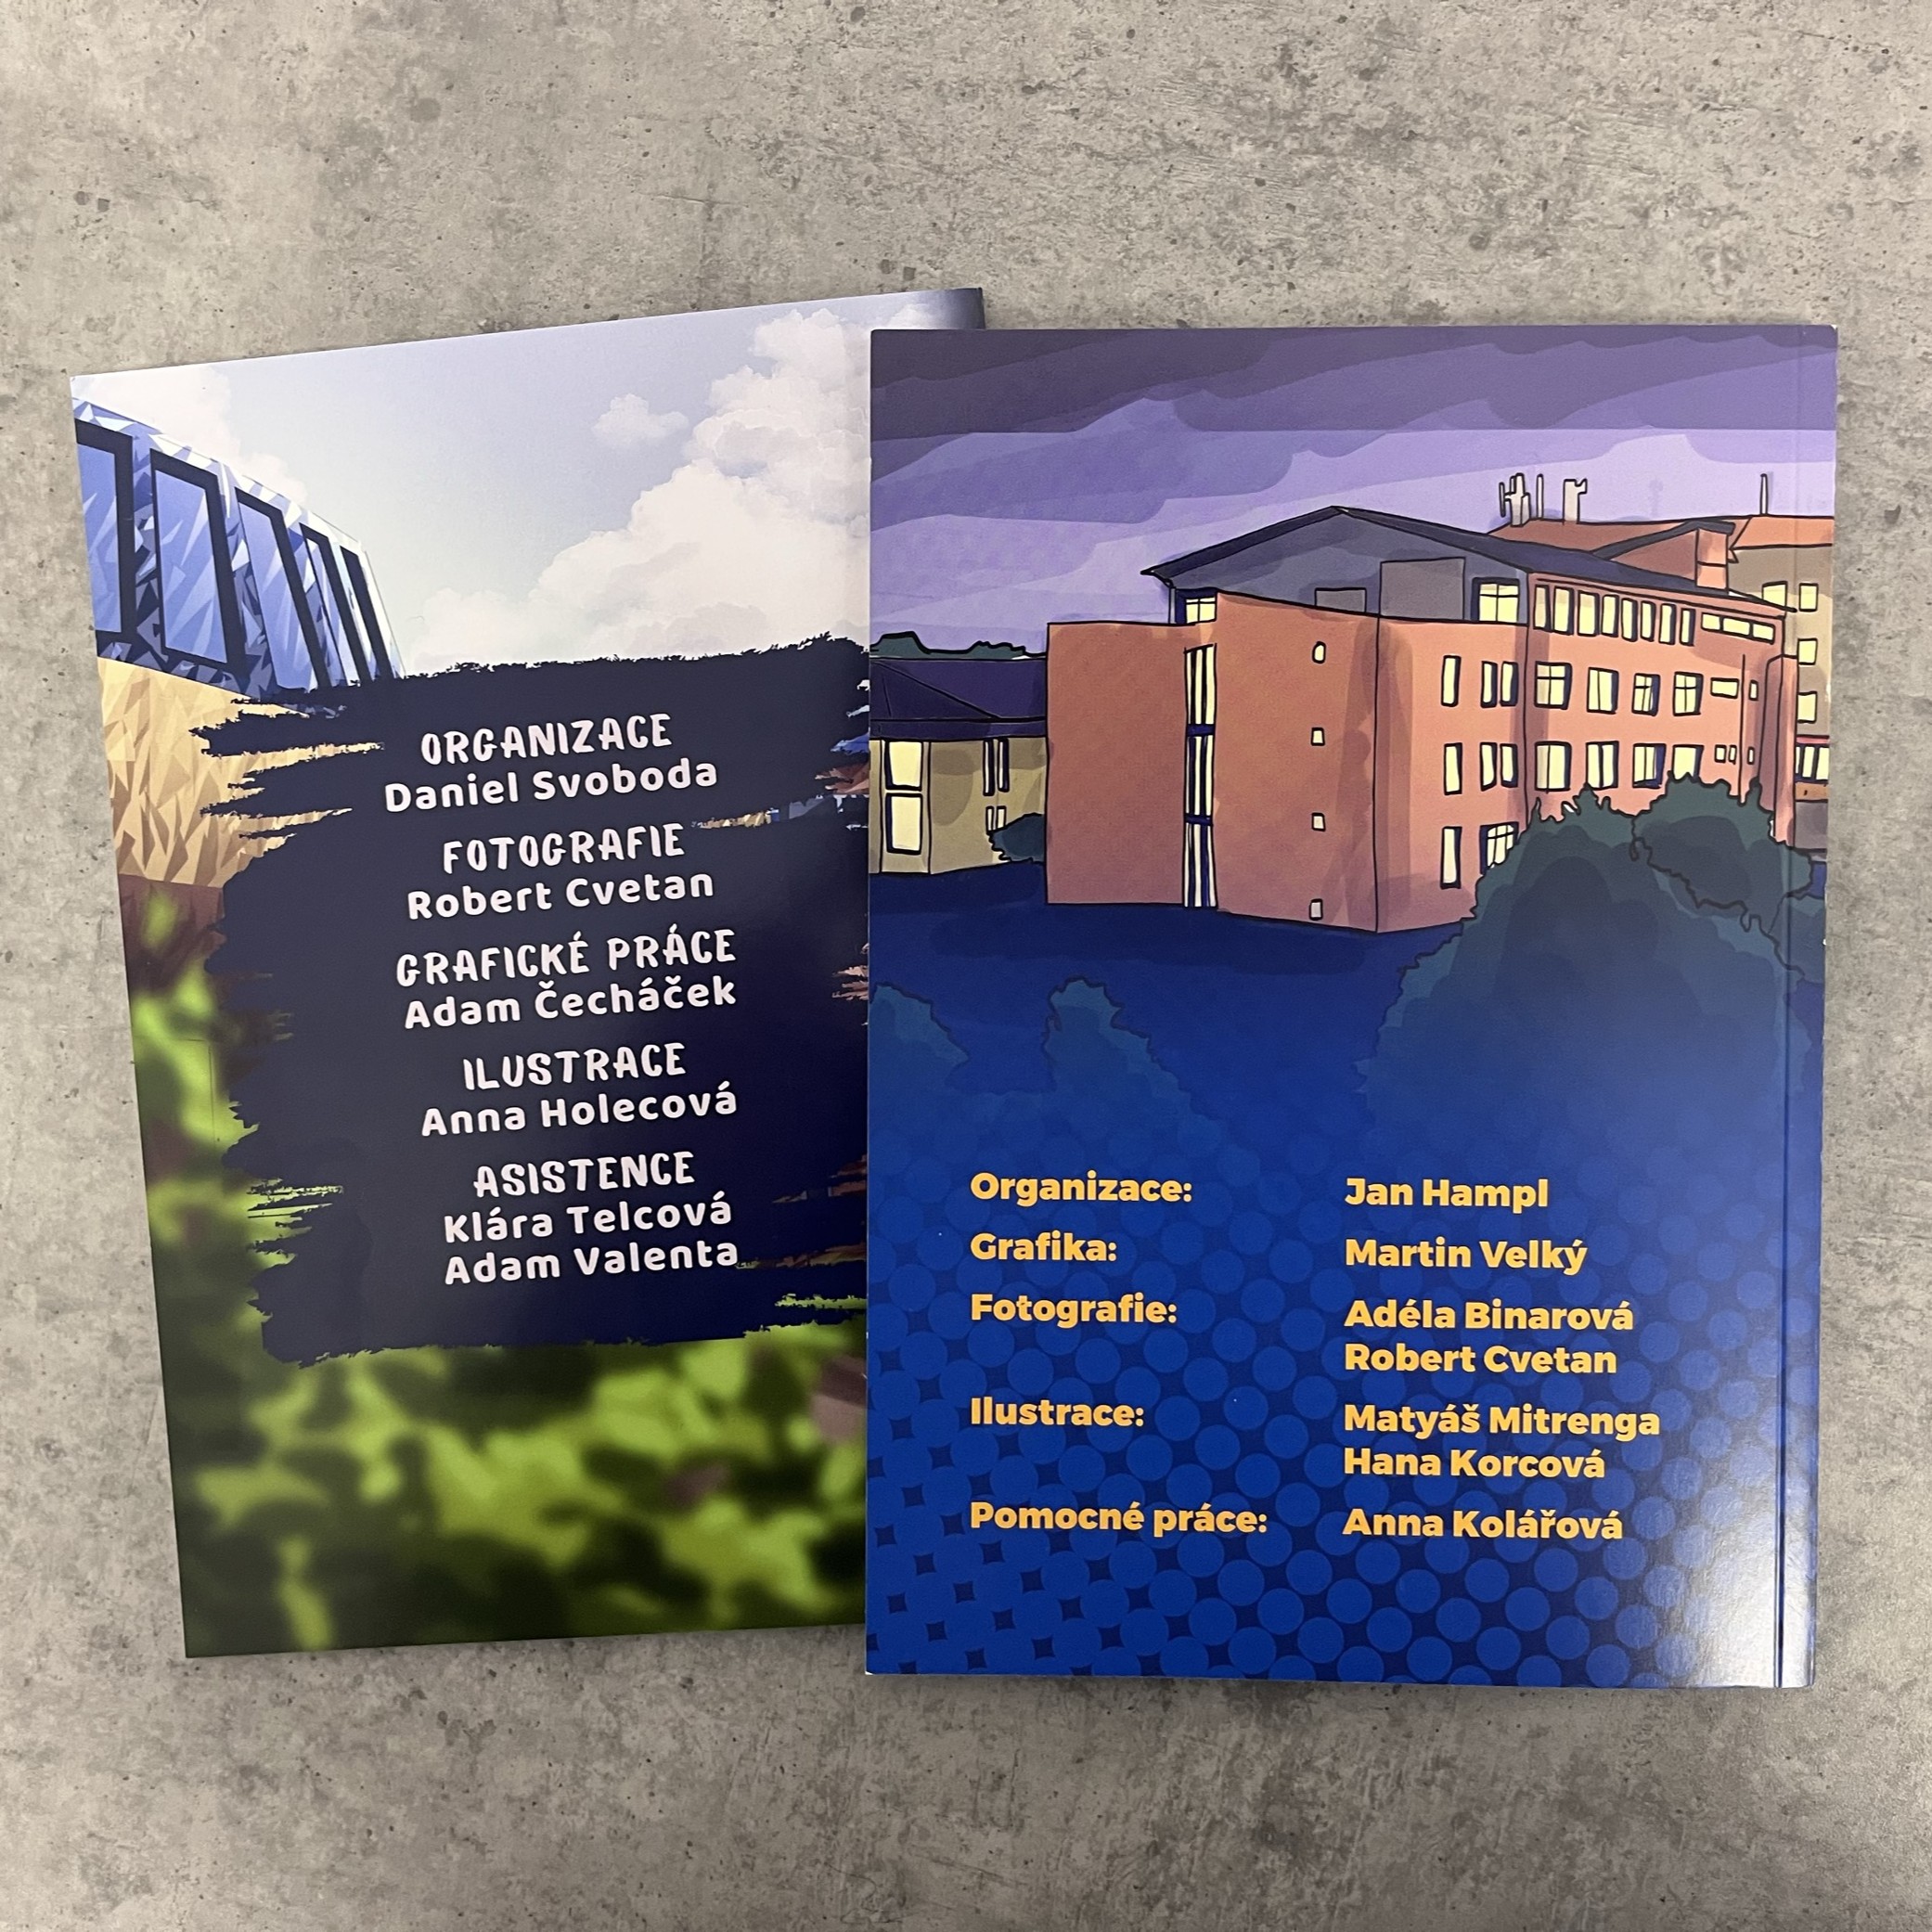 ORGANIZACE
Daniel Svoboda
FOTOGRAFIE
Robert Cvetan
GRAFICKÉ PRÁCE
Adam Čecháček
ILUSTRACE
Anna Holecová
ASISTENCE
Klára Telcová
Adam Valenta
Organizace: Jan Hampl
Grafika: Martin Velký
Fotografie: Adéla Binarová
Robert Cvetan
Ilustrace: Matyáš Mitrenga
Hana Korcová
Pomocné práce: Anna Kolářová